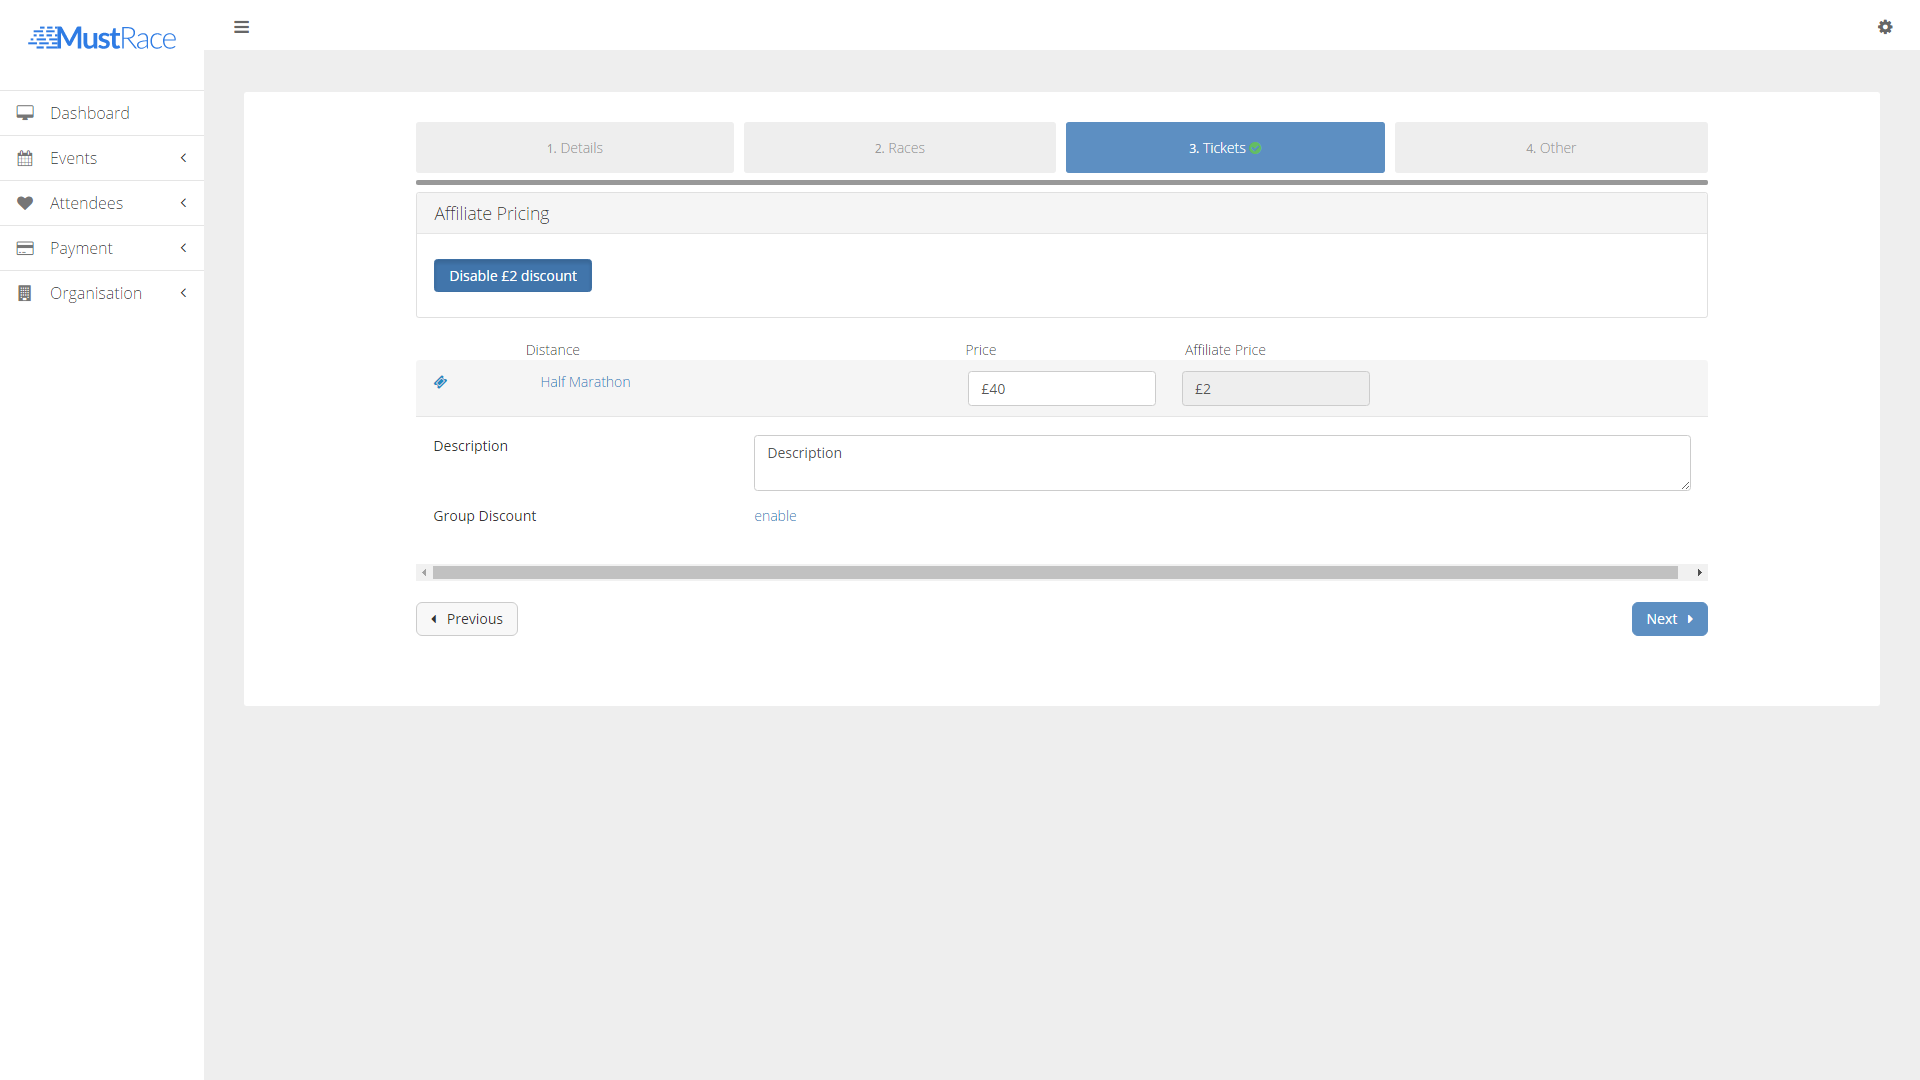 MustRace
Dashboard
Events
Attendees
Payment
Organisation
1. Details
2. Races
3. Tickets
4. Other
Affiliate Pricing
Disable £2 discount
Distance Price Affiliate Price
Half Marathon £40 £2
Description Description
Group Discount enable
Previous
Next